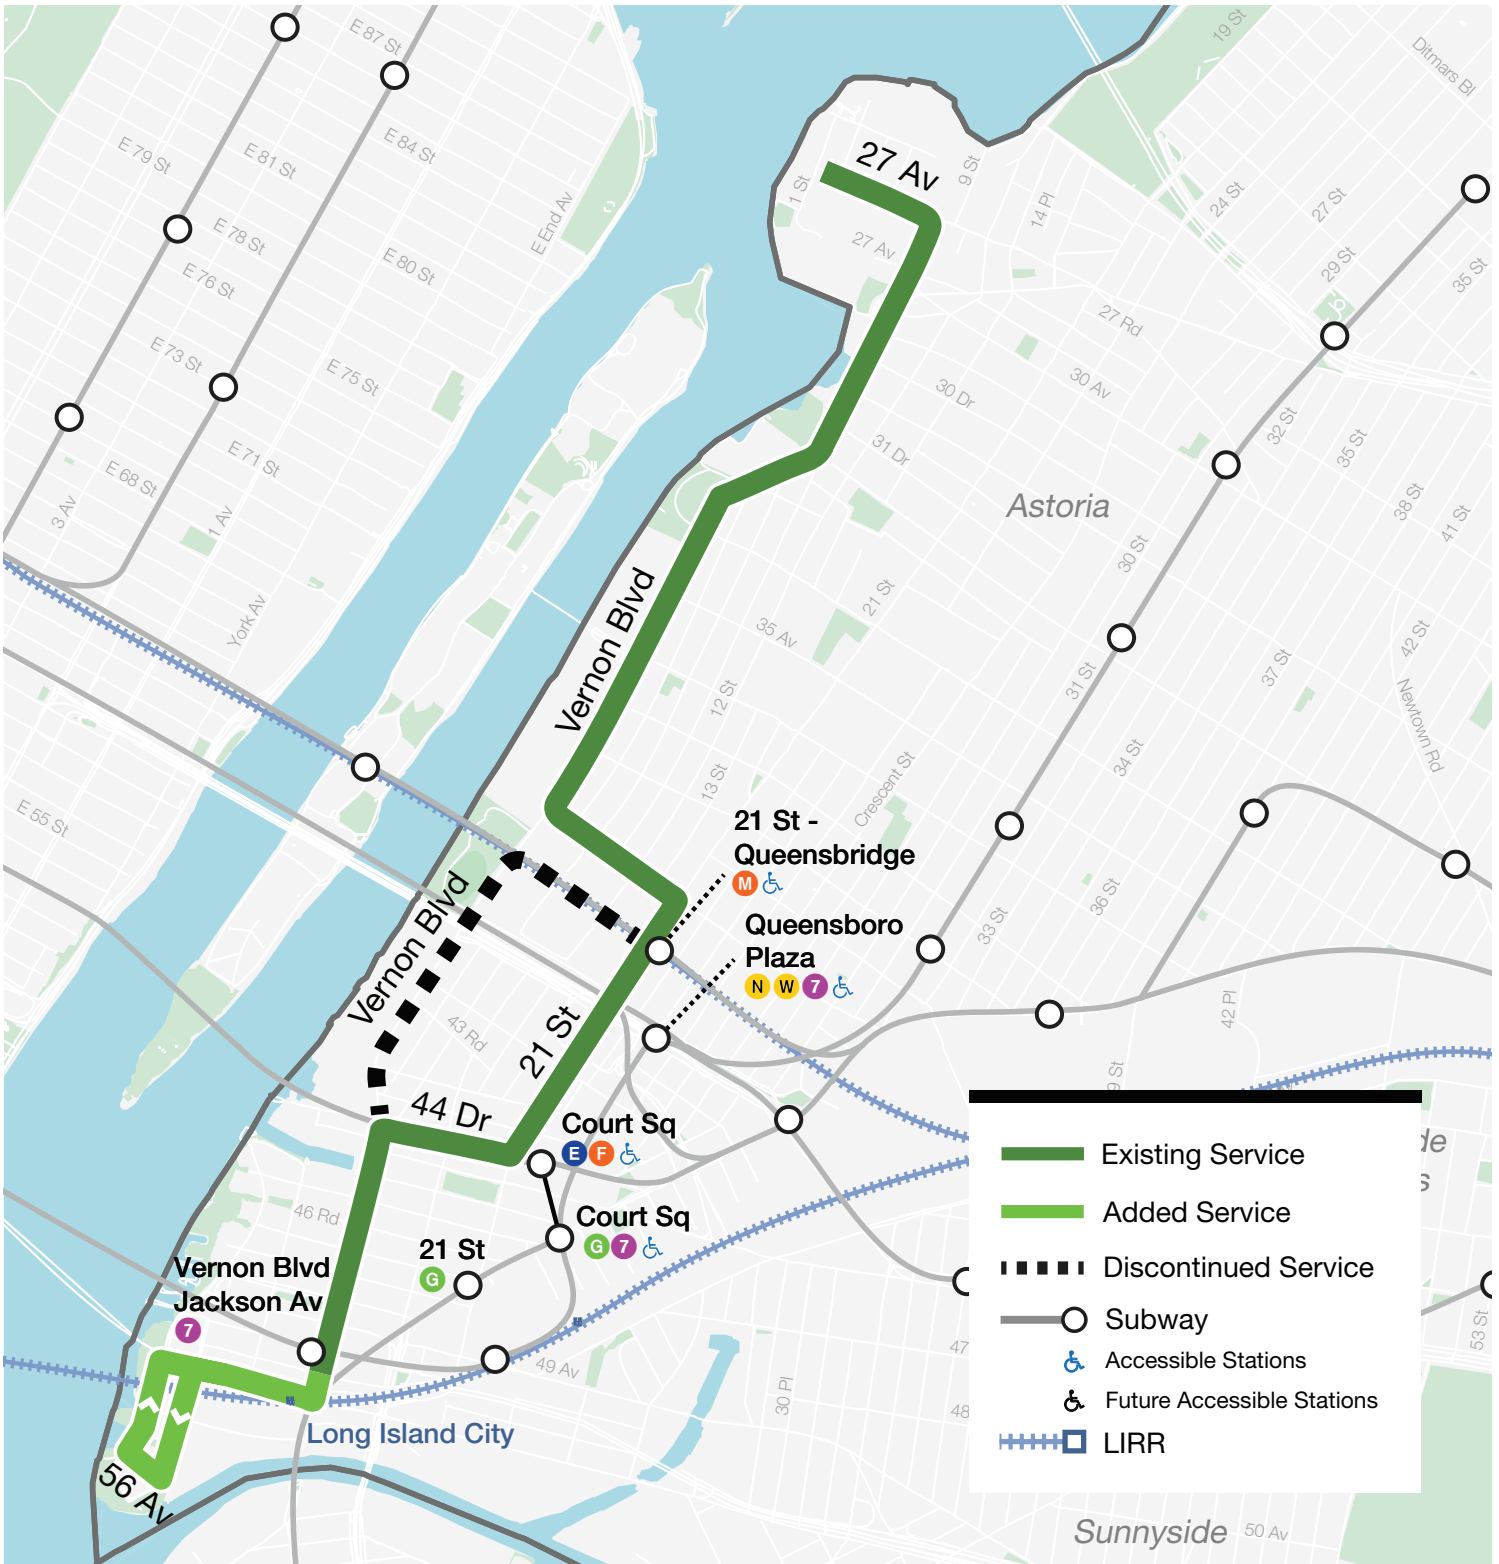 E 87 St
19 St
Ditmars Bl
E 79 St
E 81 St
E 84 St
27 Av
1 St
9 St
14 Pl
24 St
27 St
29 St
35 St
E End Av
E 78 St
E 76 St
E 80 St
27 Av
27 Rd
E 73 St
E 75 St
30 Dr
30 Av
32 St
35 St
31 Dr
E 71 St
E 68 St
3 Av
1 Av
Astoria
38 St
41 St
30 St
York Av
Vernon Blvd
35 Av
21 St
42 St
37 St
31 St
12 St
Newtown Rd
34 St
13 St
Crescent St
E 55 St
21 St -
Queensbridge
M
Vernon Blvd
Queensboro
Plaza
N W 7
36 St
33 St
42 Pl
43 Rd
21 St
44 Dr
9 St
Court Sq
E F
Existing Service
de
s
Added Service
46 Rd
Court Sq
G 7
21 St
G
Vernon Blvd
Jackson Av
7
Discontinued Service
Subway
53 St
47
49 Av
Accessible Stations
30 Pl
48
Future Accessible Stations
Long Island City
LIRR
56 Av
Sunnyside
50 Av